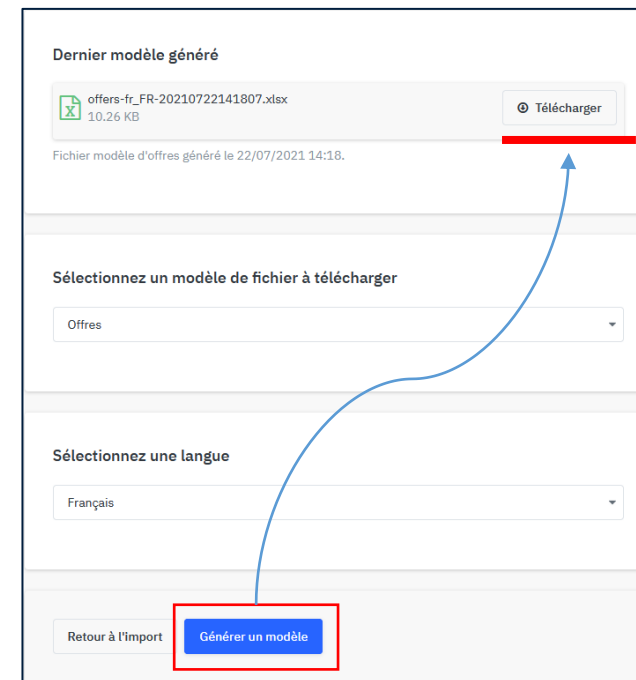 Dernier modèle généré
offers-fr_FR-20210722141807.xlsx
10.26 KB
Télécharger
Fichier modèle d'offres généré le 22/07/2021 14:18.
Sélectionnez un modèle de fichier à télécharger
Offres
Sélectionnez une langue
Français
Retour à l'import
Générer un modèle